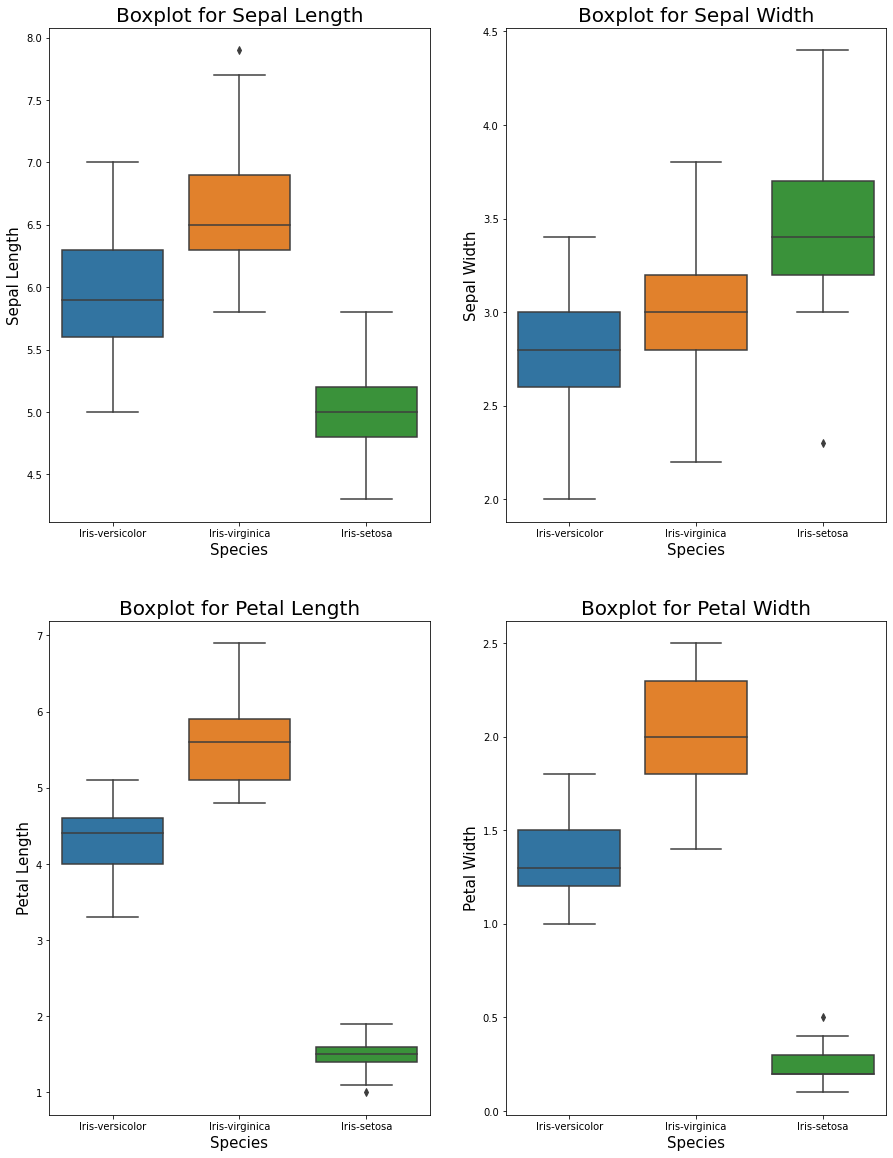 Boxplot for Sepal Length
Sepal Length
8.0
7.5
7.0
6.5
6.0
5.5
5.0
4.5
Iris-versicolor Iris-virginica Iris-setosa
Species
Boxplot for Sepal Width
Sepal Width
4.5
4.0
3.5
3.0
2.5
2.0
Iris-versicolor Iris-virginica Iris-setosa
Species
Boxplot for Petal Length
Petal Length
7
6
5
4
3
2
1
Iris-versicolor Iris-virginica Iris-setosa
Species
Boxplot for Petal Width
Petal Width
2.5
2.0
1.5
1.0
0.5
0.0
Iris-versicolor Iris-virginica Iris-setosa
Species